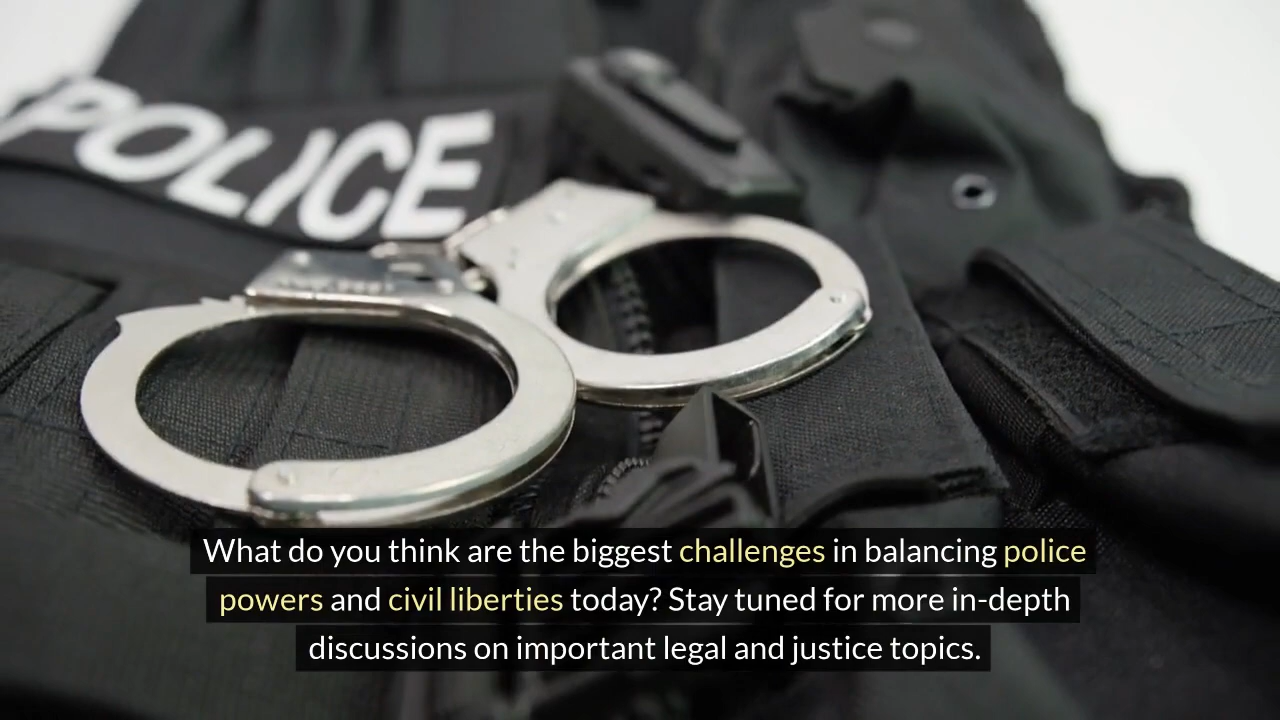 POLICE
What do you think are the biggest challenges in balancing police
powers and civil liberties today? Stay tuned for more in-depth
discussions on important legal and justice topics.